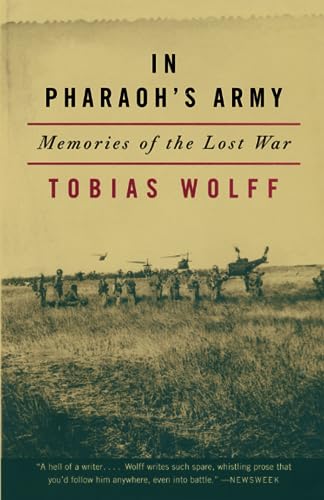 IN
PHARAOH'S ARMY
Memories of the Lost War
TOBIAS WOLFF
"A hell of a writer. . . . Wolff writes such spare, whistling prose that
you'd follow him anywhere, even into battle." —NEWSWEEK